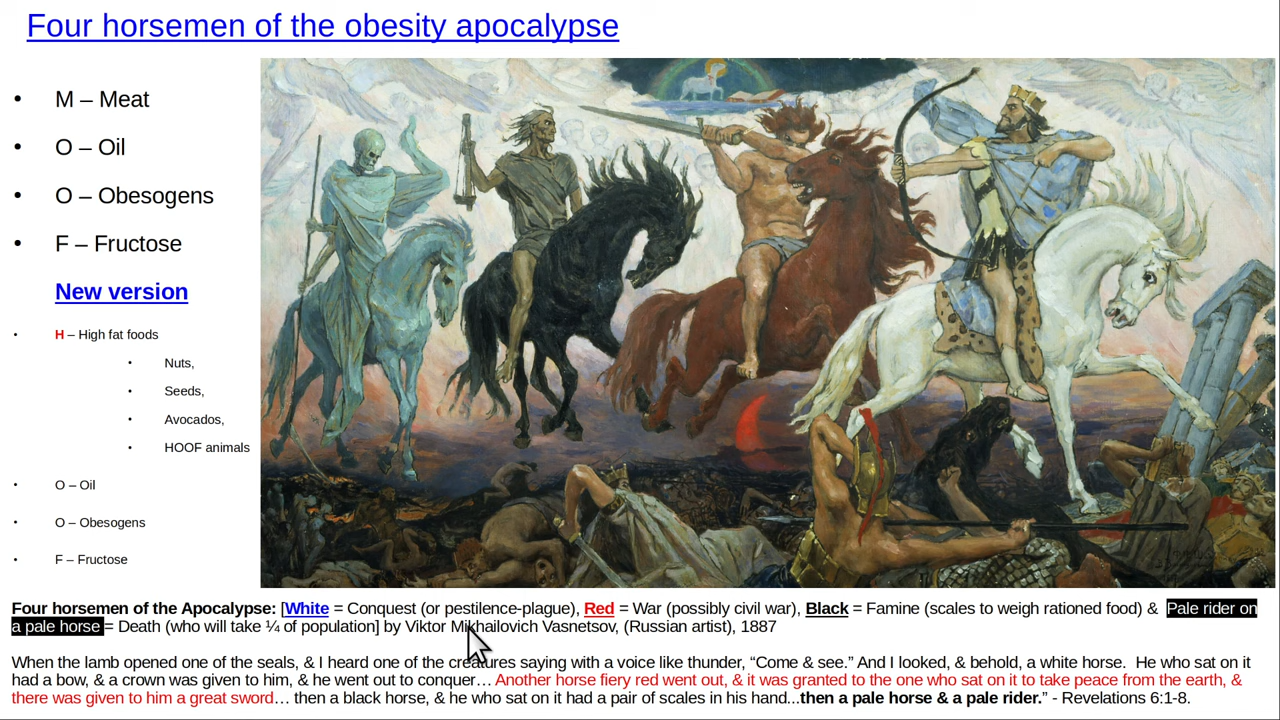 Four horsemen of the obesity apocalypse
• M – Meat
• O – Oil
• O – Obesogens
• F – Fructose
New version
• H – High fat foods
• Nuts,
• Seeds,
• Avocados,
• HOOF animals
• O – Oil
• O – Obesogens
• F – Fructose
Four horsemen of the Apocalypse: [White = Conquest (or pestilence-plague), Red = War (possibly civil war), Black = Famine (scales to weigh rationed food) & Pale rider on
a pale horse = Death (who will take ¼ of population] by Viktor Mikhailovich Vasnetsov, (Russian artist), 1887
When the lamb opened one of the seals, & I heard one of the creatures saying with a voice like thunder, “Come & see.” And I looked, & behold, a white horse. He who sat on it
had a bow, & a crown was given to him, & he went out to conquer… Another horse fiery red went out, & it was granted to the one who sat on it to take peace from the earth, &
there was given to him a great sword… then a black horse, & he who sat on it had a pair of scales in his hand...then a pale horse & a pale rider.” - Revelations 6:1-8.